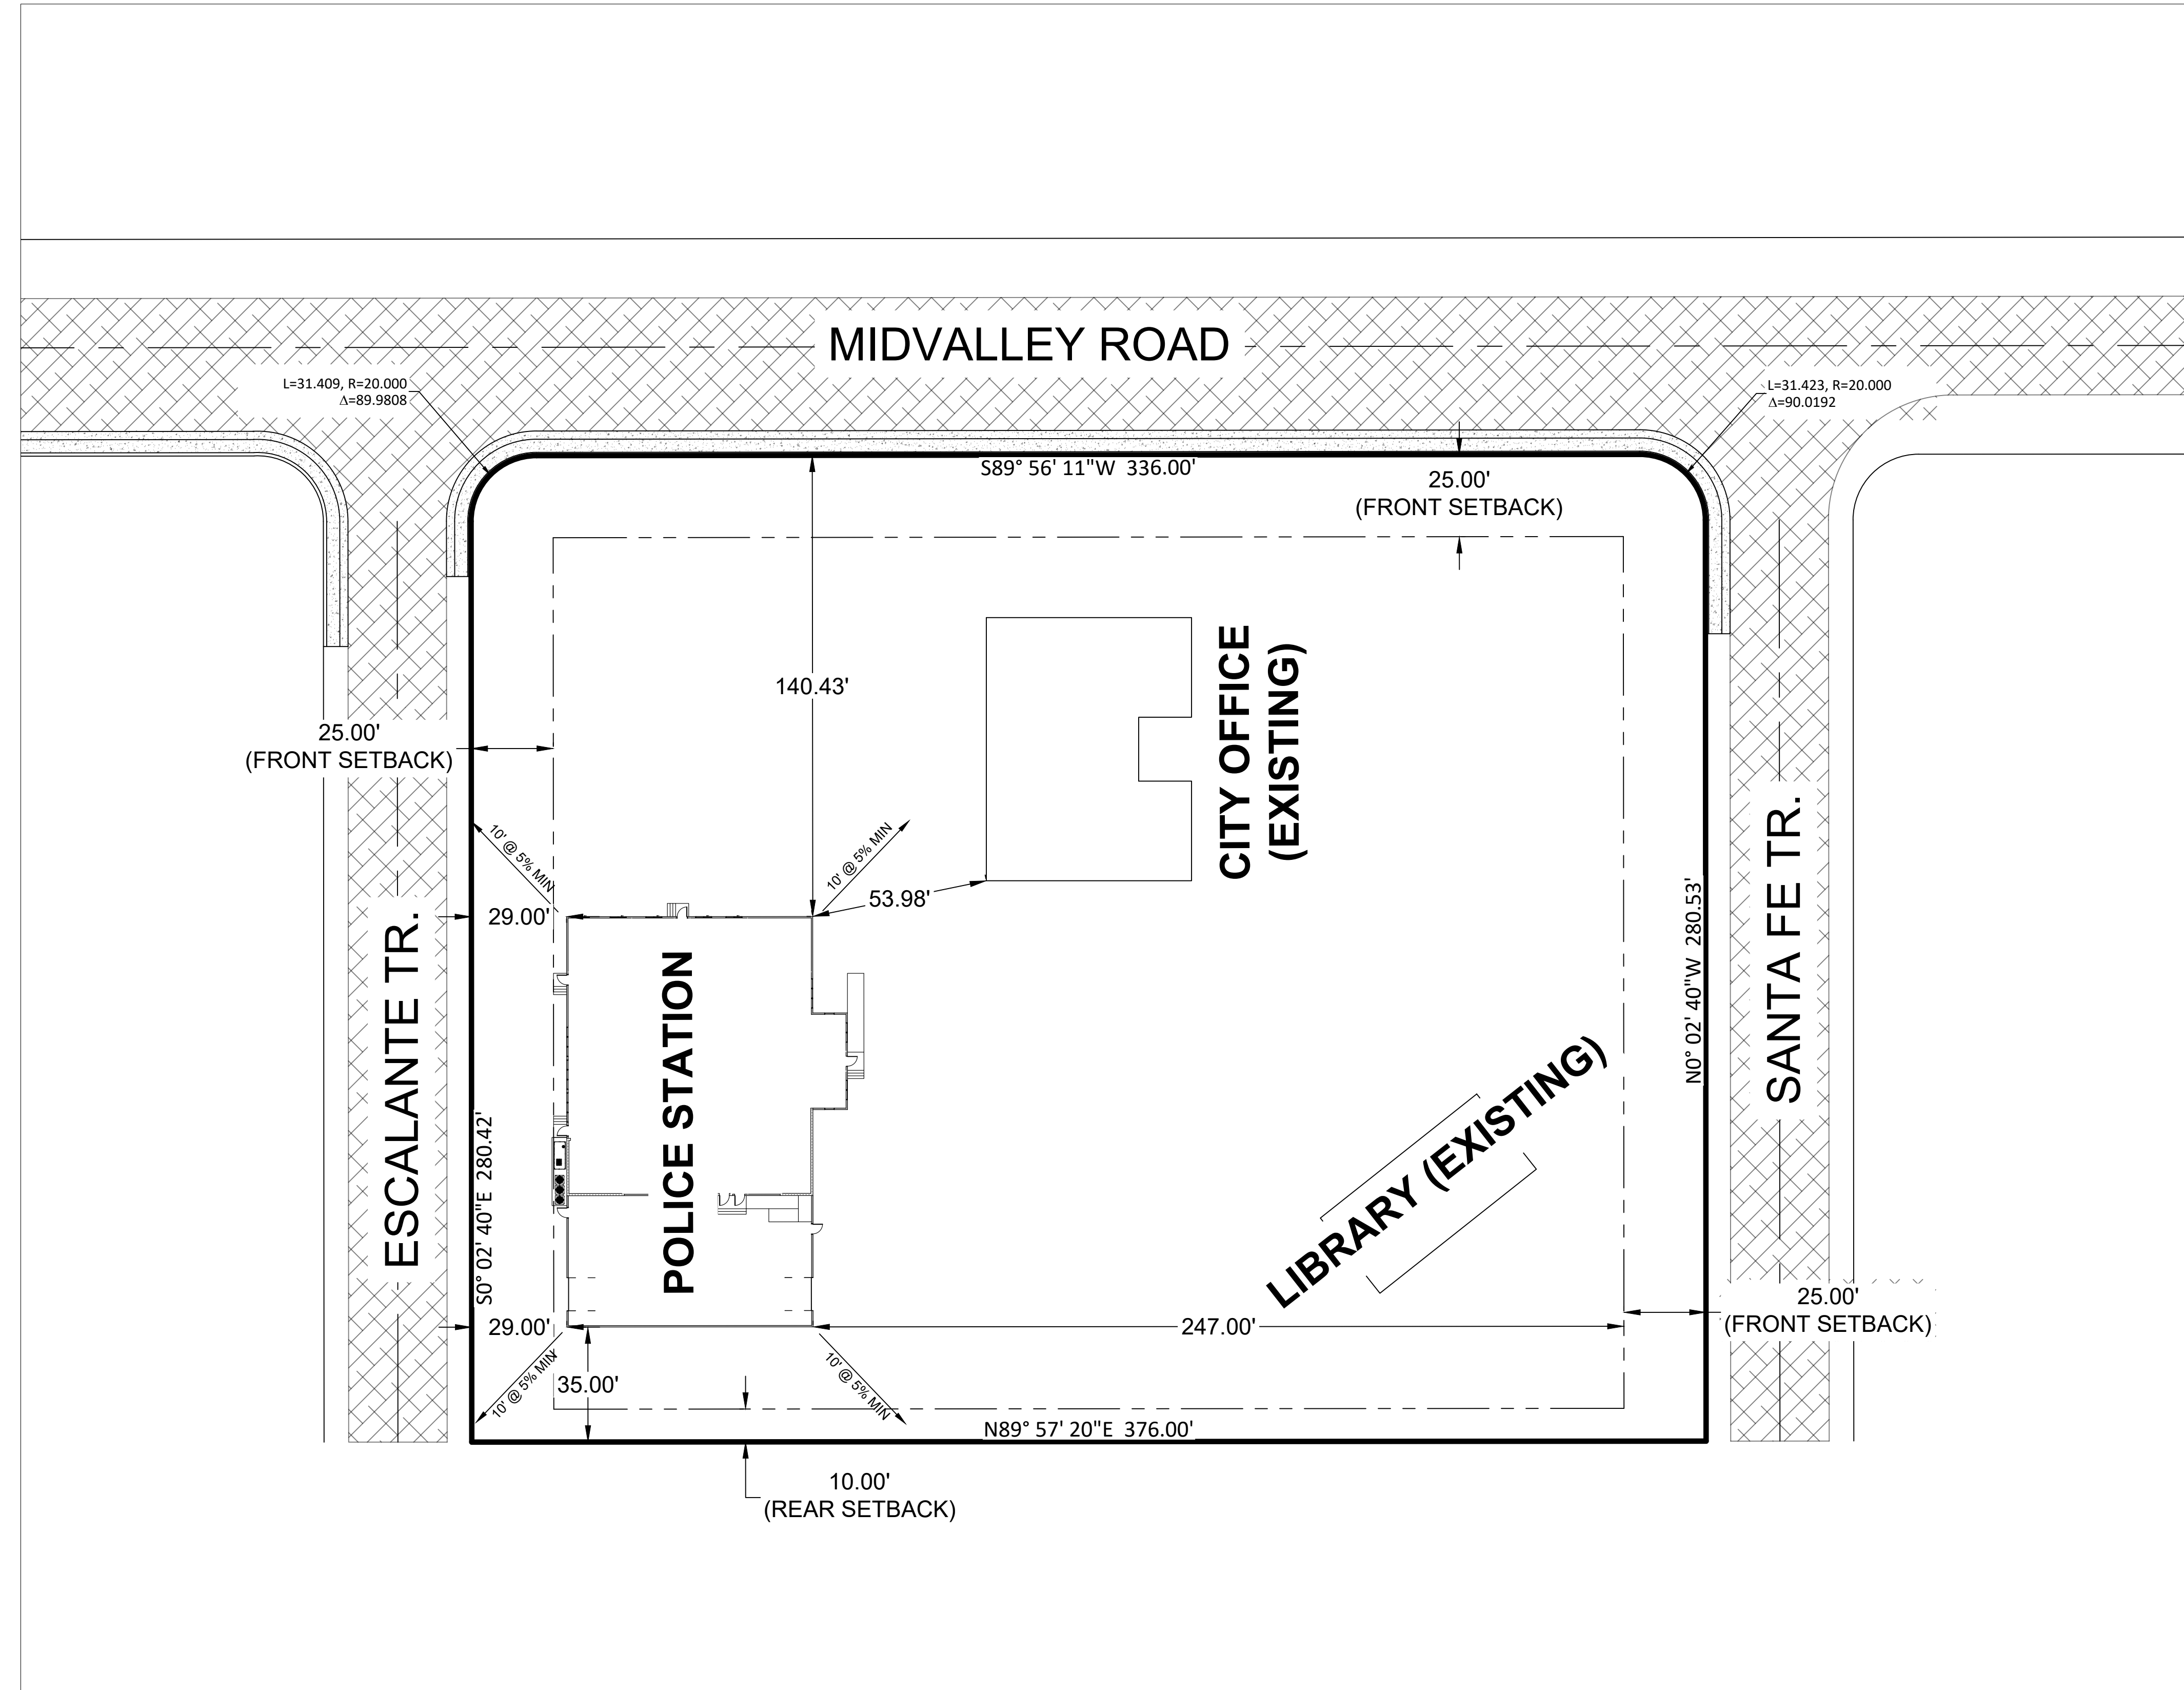 MIDVALLEY ROAD
L=31.409, R=20.000
Δ=89.9808
L=31.423, R=20.000
Δ=90.0192
S89° 56' 11"W  336.00'
25.00'
(FRONT SETBACK)
140.43'
CITY OFFICE
(EXISTING)
25.00'
(FRONT SETBACK)
10' @ 5% MIN
10' @ 5% MIN
53.98'
29.00'
ESCALANTE TR.
POLICE STATION
SANTA FE TR.
N0° 02' 40"W  280.53'
S0° 02' 40"E  280.42'
LIBRARY (EXISTING)
25.00'
(FRONT SETBACK)
29.00'
247.00'
10' @ 5% MIN
35.00'
10' @ 5% MIN
N89° 57' 20"E  376.00'
10.00'
(REAR SETBACK)